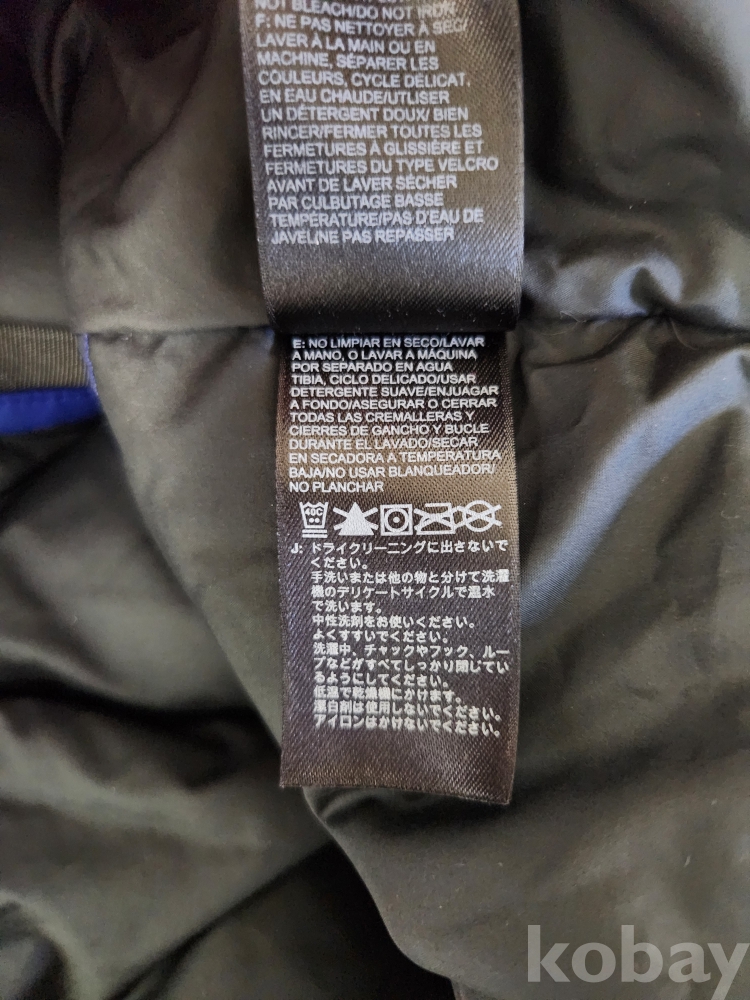 NOT BLEACH/DO NOT IRON
F: NE PAS NETTOYER À SEC/
LAVER À LA MAIN OU EN
MACHINE, SÉPARER LES
COULEURS, CYCLE DÉLICAT,
EN EAU CHAUDE/UTLISER
UN DÉTERGENT DOUX/ BIEN
RINCER/FERMER TOUTES LES
FERMETURES À GLISSIÈRE ET
FERMETURES DU TYPE VELCRO
AVANT DE LAVER SÉCHER
PAR CULBUTAGE BASSE
TEMPÉRATURE/PAS D'EAU DE
JAVELINE PAS REPASSER
E: NO LIMPIAR EN SECO/LAVAR
A MANO, O LAVAR A MÁQUINA
POR SEPARADO EN AGUA
TIBIA, CICLO DELICADO/USAR
DETERGENTE SUAVE/ENJUAGAR
A FONDO/ASEGURAR O CERRAR
TODAS LAS CREMALLERAS Y
CIERRES DE GANCHO Y BUCLE
DURANTE EL LAVADO/SECAR
EN SECADORA A TEMPERATURA
BAJA/NO USAR BLANQUEADOR/
NO PLANCHAR
40C
J: ドライクリーニングに出さないで
ください。
手洗いまたは他の物と分けて洗濯
機のデリケートサイクルで温水
で洗います。
中性洗剤をお使いください。
よくすすいでください。
洗濯中、チャックやフック、ルー
プなどがすべてしっかり閉じてい
るようにしてください。
低温で乾燥機にかけます。
漂白剤は使用しないでください。
アイロンはかけないでください。
kobay